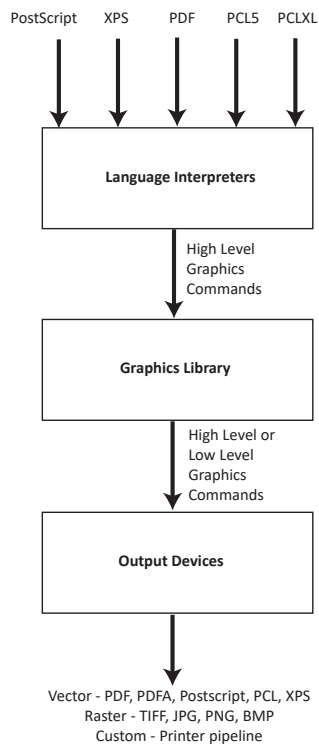 PostScript XPS PDF PCL5 PCLXL
Language Interpreters
High Level
Graphics
Commands
Graphics Library
High Level or
Low Level
Graphics
Commands
Output Devices
Vector - PDF, PDFA, Postscript, PCL, XPS
Raster - TIFF, JPG, PNG, BMP
Custom - Printer pipeline